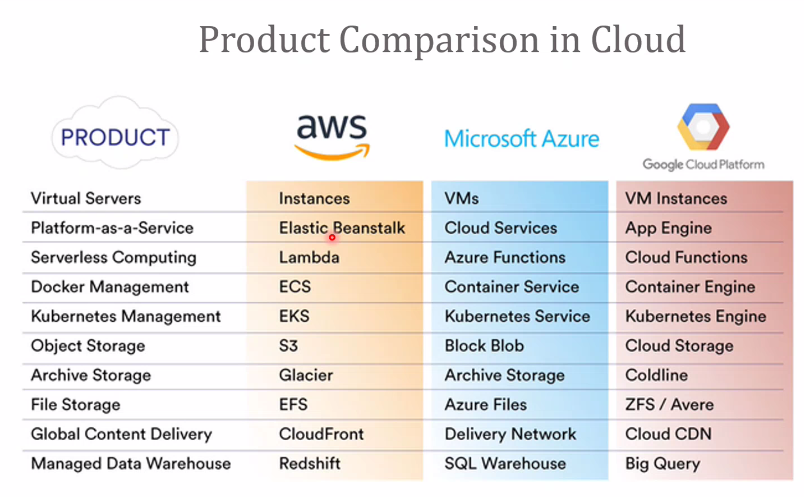 Product Comparison in Cloud
PRODUCT aws Microsoft Azure Google Cloud Platform
Virtual Servers Instances VMs VM Instances
Platform-as-a-Service Elastic Beanstalk Cloud Services App Engine
Serverless Computing Lambda Azure Functions Cloud Functions
Docker Management ECS Container Service Container Engine
Kubernetes Management EKS Kubernetes Service Kubernetes Engine
Object Storage S3 Block Blob Cloud Storage
Archive Storage Glacier Archive Storage Coldline
File Storage EFS Azure Files ZFS / Avere
Global Content Delivery CloudFront Delivery Network Cloud CDN
Managed Data Warehouse Redshift SQL Warehouse Big Query